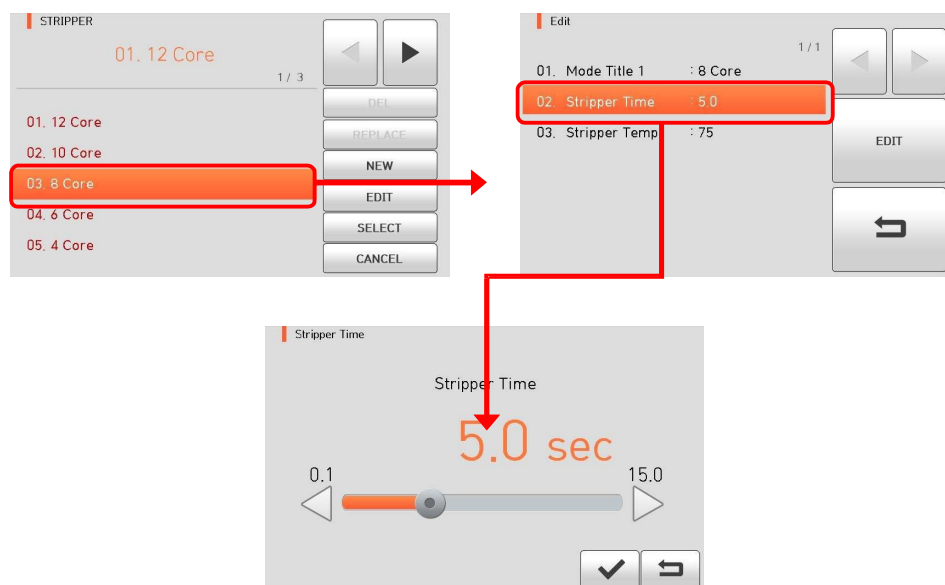 STRIPPER
01. 12 Core
1 / 3
01. 12 Core
02. 10 Core
03. 8 Core
04. 6 Core
05. 4 Core
DEL
REPLACE
NEW
EDIT
SELECT
CANCEL
Edit
1 / 1
01. Mode Title 1 : 8 Core
02. Stripper Time : 5.0
03. Stripper Temp : 75
EDIT
Stripper Time
Stripper Time
5.0 sec
0.1 15.0